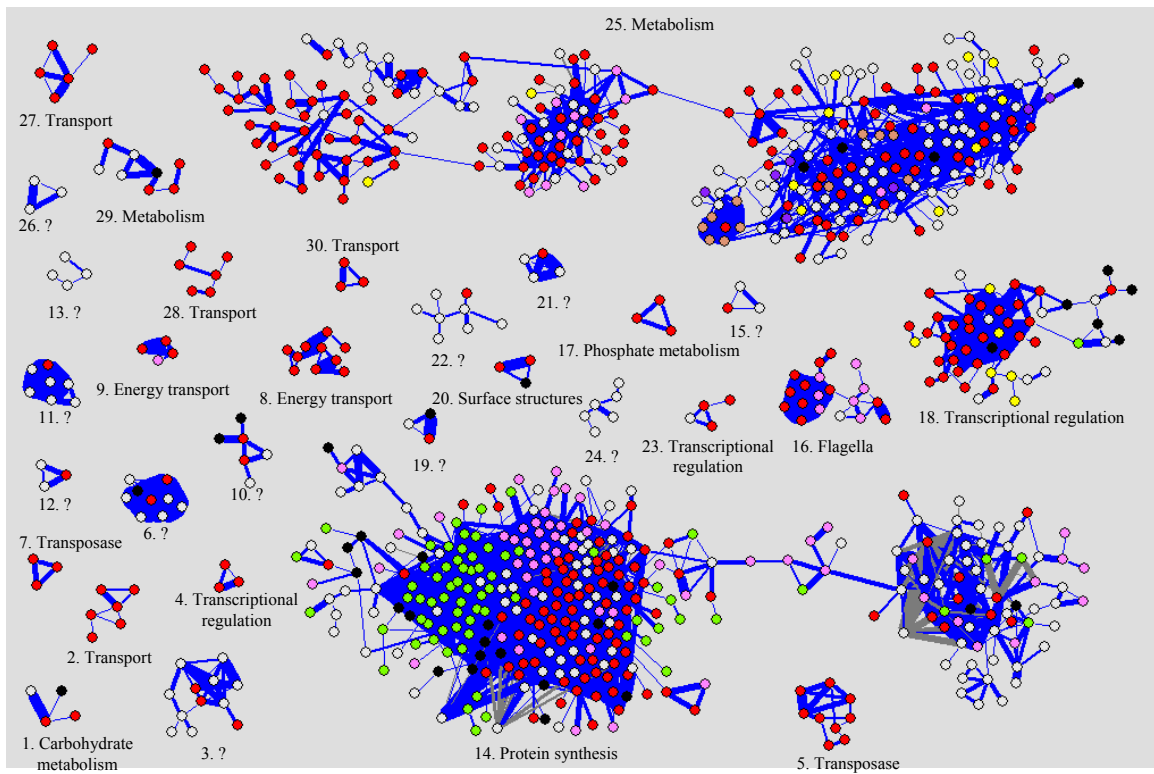 25. Metabolism
27. Transport
29. Metabolism
26. ?
30. Transport
13. ?
28. Transport
21. ?
15. ?
22. ?
17. Phosphate metabolism
9. Energy transport
8. Energy transport
20. Surface structures
11. ?
18. Transcriptional regulation
23. Transcriptional
regulation
16. Flagella
19. ?
24. ?
10. ?
12. ?
6. ?
7. Transposase
4. Transcriptional
regulation
2. Transport
1. Carbohydrate
metabolism
3. ?
14. Protein synthesis
5. Transposase